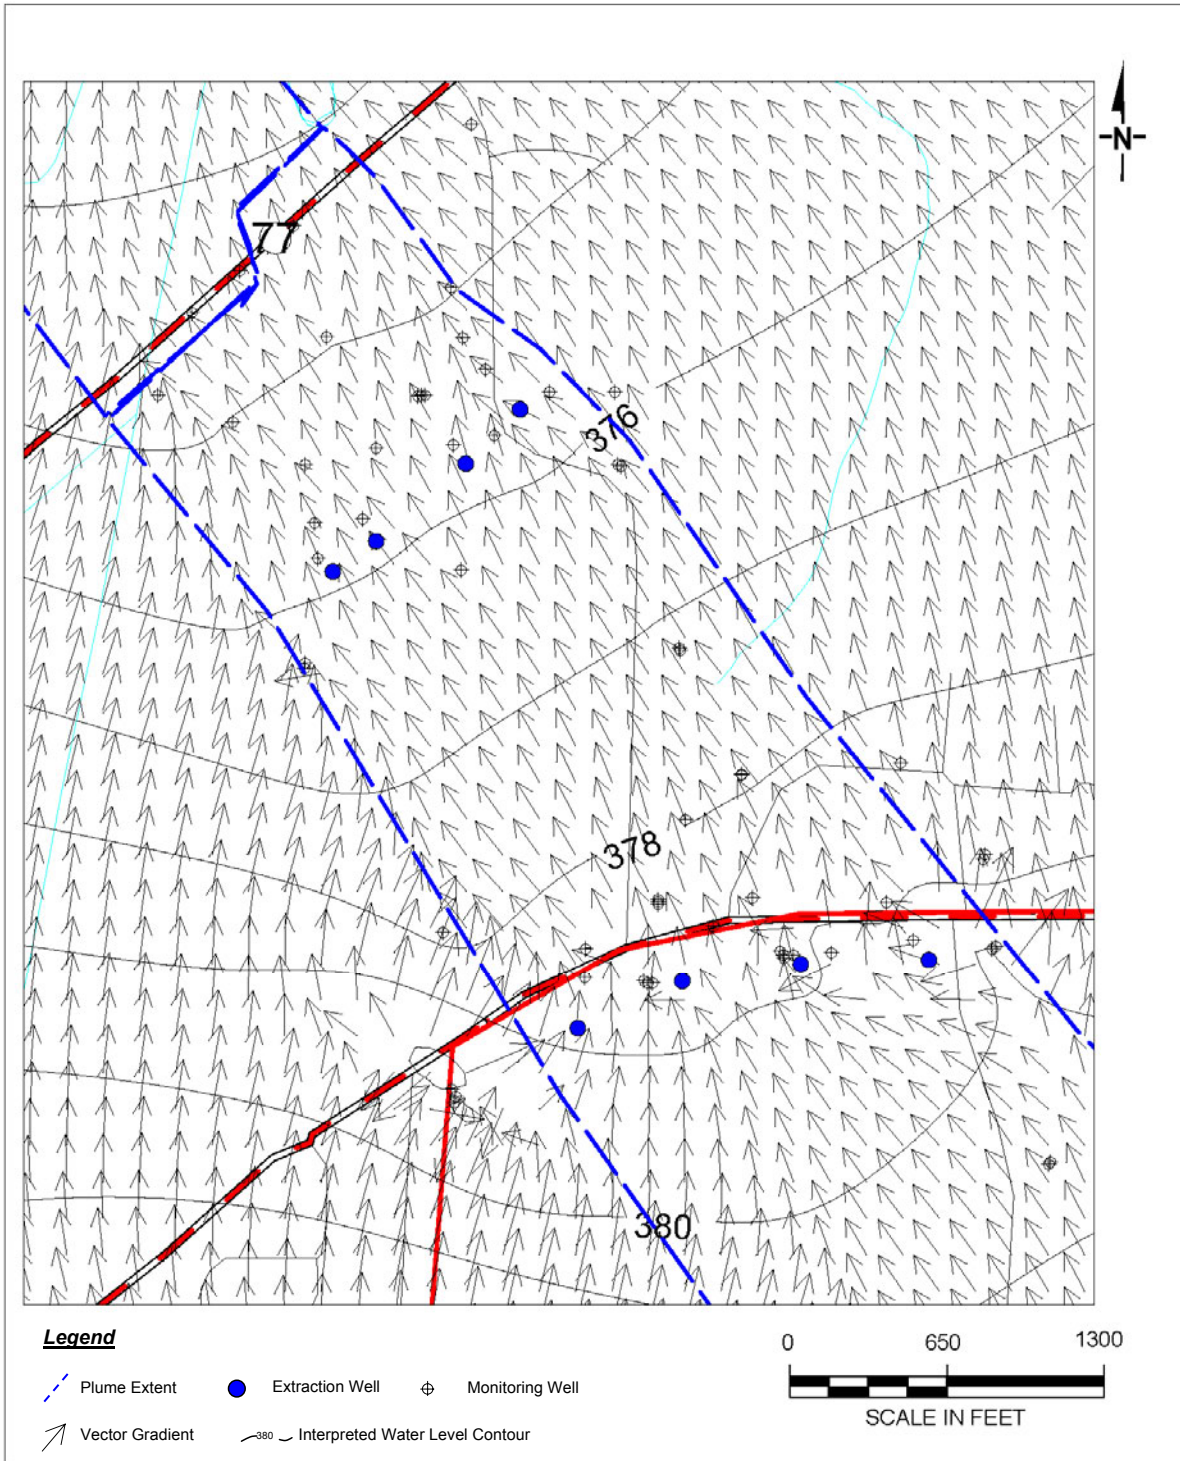 N
77
376
378
380
Legend
0 650 1300
Plume Extent Extraction Well Monitoring Well
SCALE IN FEET
Vector Gradient 380 Interpreted Water Level Contour